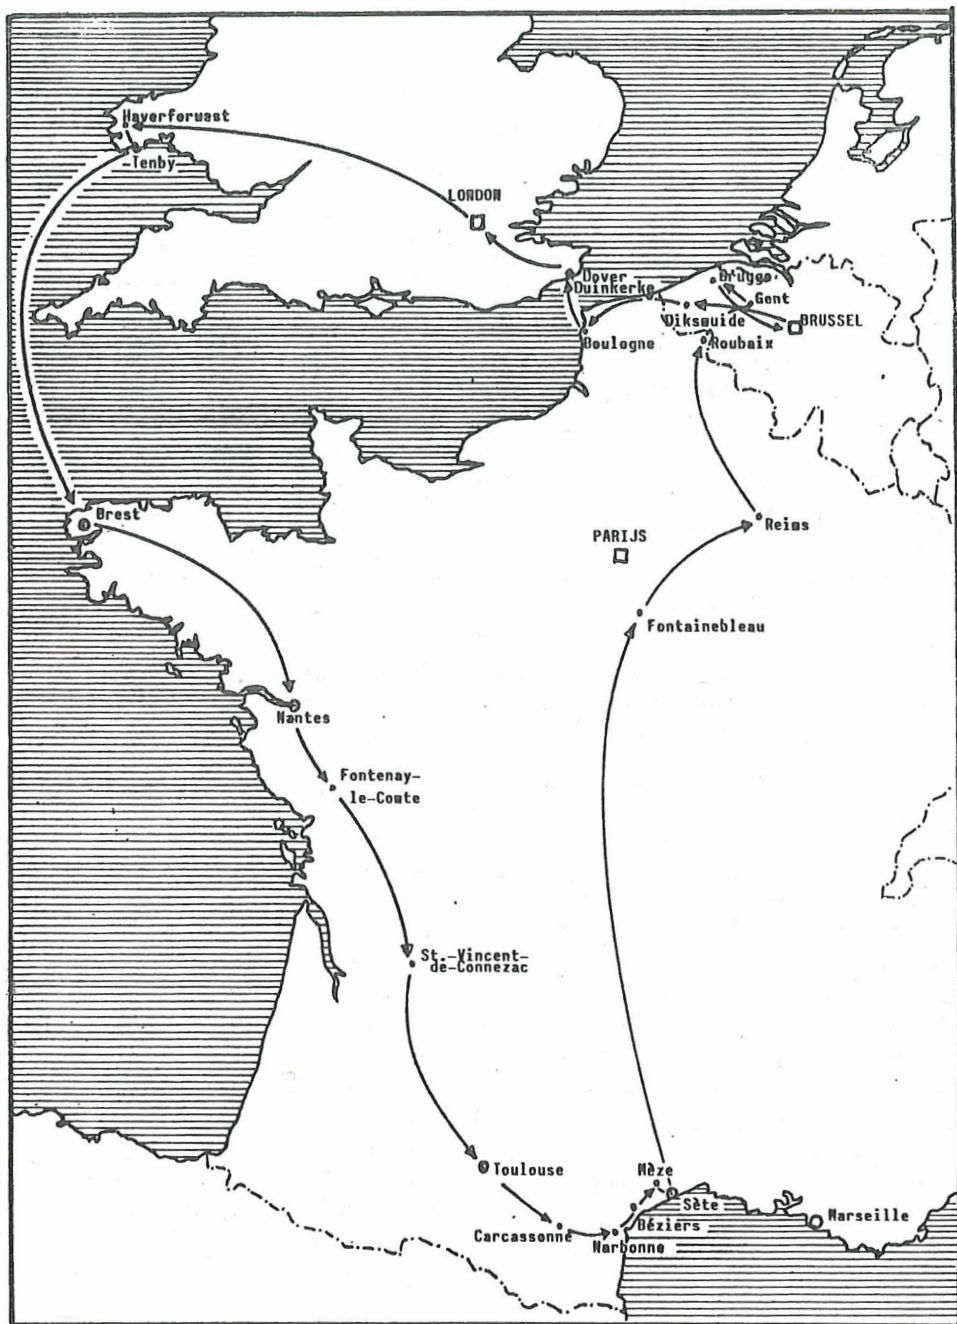 Haverforwast
Tenby
LONDON
Dover
Duinkerke
Brugge
Gent
Diksmuide
BRUSSEL
Boulogne
Roubaix
Brest
Reims
PARIJS
Fontainebleau
Nantes
Fontenay-
le-Comte
St.-Vincent-
de-Connezac
Toulouse
Mèze
Sète
Marseille
Béziers
Carcassonne
Narbonne